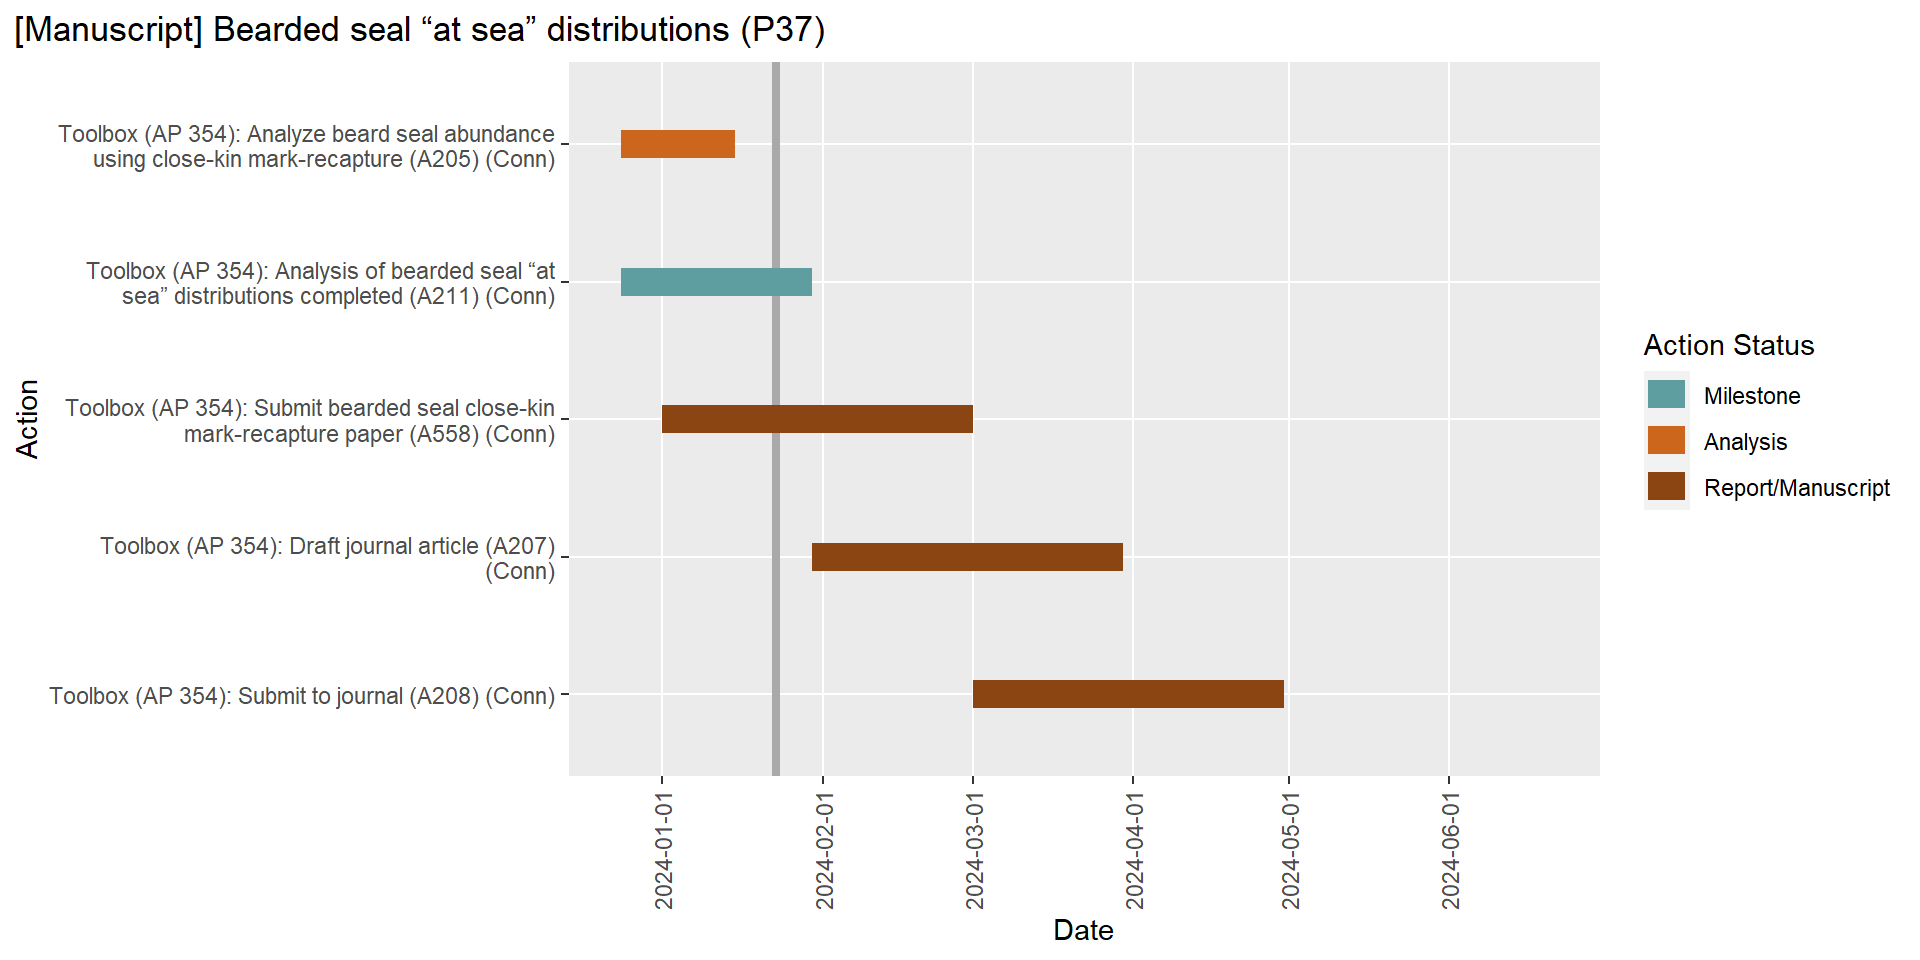 [Manuscript] Bearded seal “at sea” distributions (P37)
Toolbox (AP 354): Analyze beard seal abundance
using close-kin mark-recapture (A205) (Conn)
Toolbox (AP 354): Analysis of bearded seal “at
sea” distributions completed (A211) (Conn)
Toolbox (AP 354): Submit bearded seal close-kin
mark-recapture paper (A558) (Conn)
Toolbox (AP 354): Draft journal article (A207)
(Conn)
Toolbox (AP 354): Submit to journal (A208) (Conn)
Action
2024-01-01
2024-02-01
2024-03-01
2024-04-01
2024-05-01
2024-06-01
Date
Action Status
Milestone
Analysis
Report/Manuscript